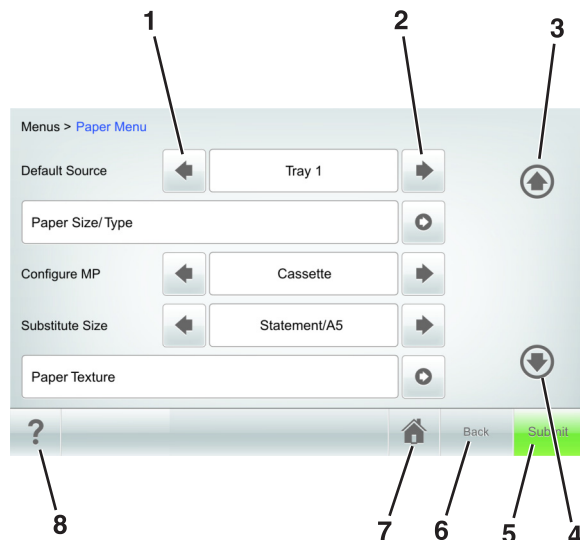 1 2 3
Menus > Paper Menu
Default Source Tray 1
Paper Size/Type
Configure MP Cassette
Substitute Size Statement/A5
Paper Texture
? Back Submit
8 7 6 5 4